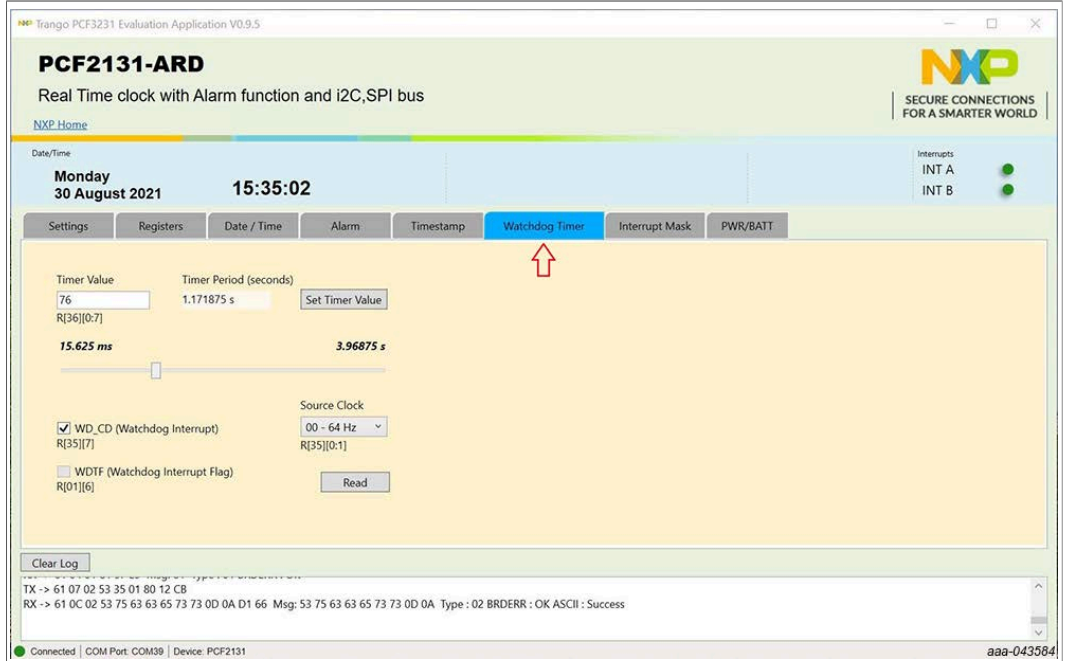 NXP Trango PCF3231 Evaluation Application V0.9.5
PCF2131-ARD
Real Time clock with Alarm function and i2C,SPI bus
NXP Home
NXP
SECURE CONNECTIONS
FOR A SMARTER WORLD
Date/Time
Monday
30 August 2021
15:35:02
Interrupts
INT A
INT B
Settings Registers Date / Time Alarm Timestamp Watchdog Timer Interrupt Mask PWR/BATT
Timer Value Timer Period (seconds)
76 1.171875 s Set Timer Value
R[36][0:7]
15.625 ms 3.96875 s
Source Clock
WD_CD (Watchdog Interrupt) 00 - 64 Hz
R[35][7] R[35][0:1]
WDTF (Watchdog Interrupt Flag) Read
R[01][6]
Clear Log
TX -> 61 07 02 53 35 01 80 12 CB
RX -> 61 0C 02 53 75 63 63 65 73 73 0D 0A D1 66 Msg: 53 75 63 63 65 73 73 0D 0A Type : 02 BRDERR : OK ASCII : Success
Connected COM Port: COM39 Device: PCF2131
aaa-043584